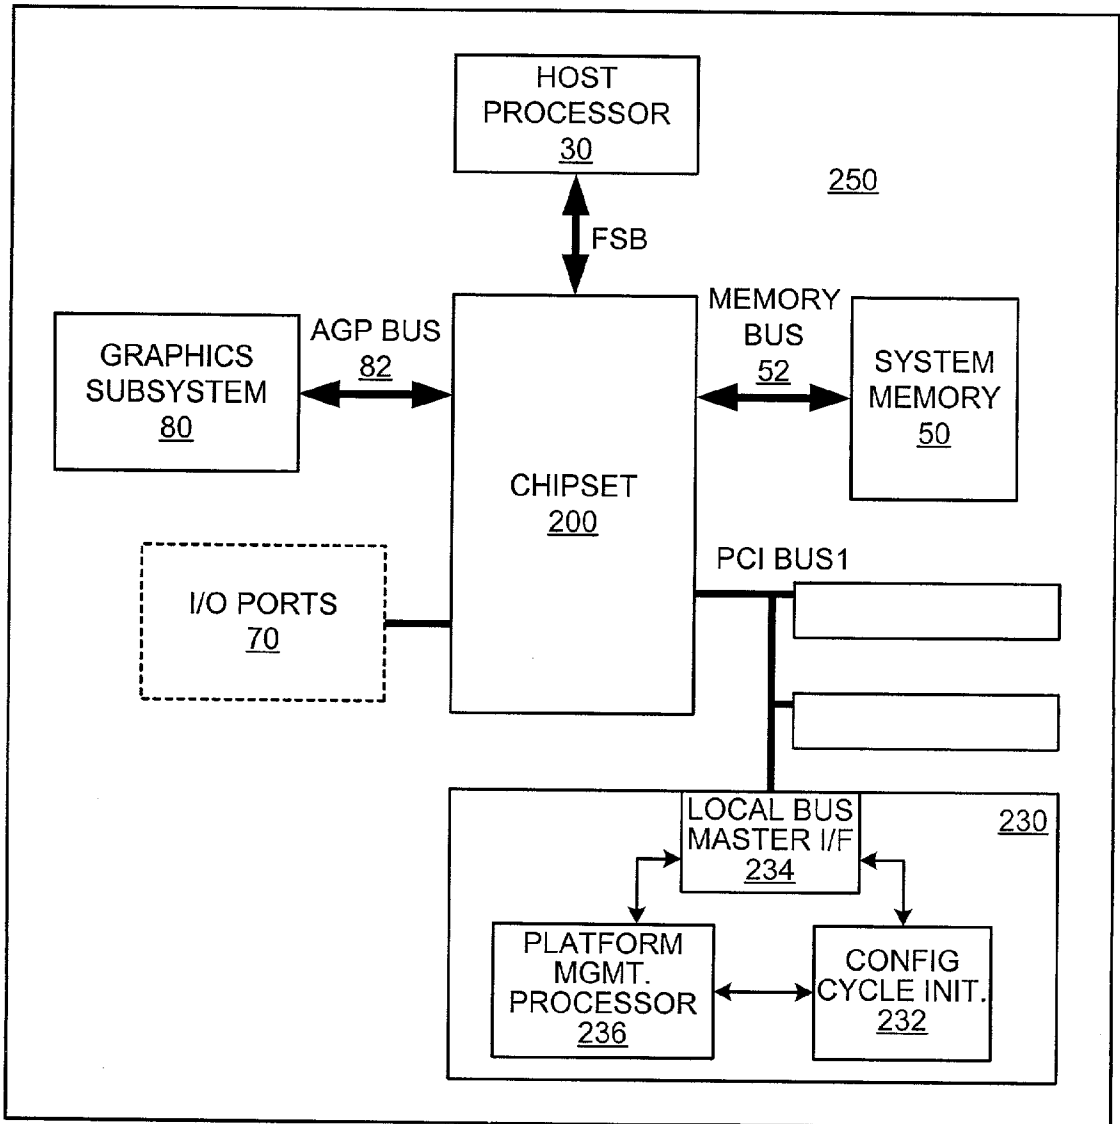 HOST
PROCESSOR
30
250
FSB
GRAPHICS
SUBSYSTEM
80
AGP BUS
82
MEMORY
BUS
52
SYSTEM
MEMORY
50
CHIPSET
200
I/O PORTS
70
PCI BUS1
LOCAL BUS
MASTER I/F
234
230
PLATFORM
MGMT.
PROCESSOR
236
CONFIG
CYCLE INIT.
232